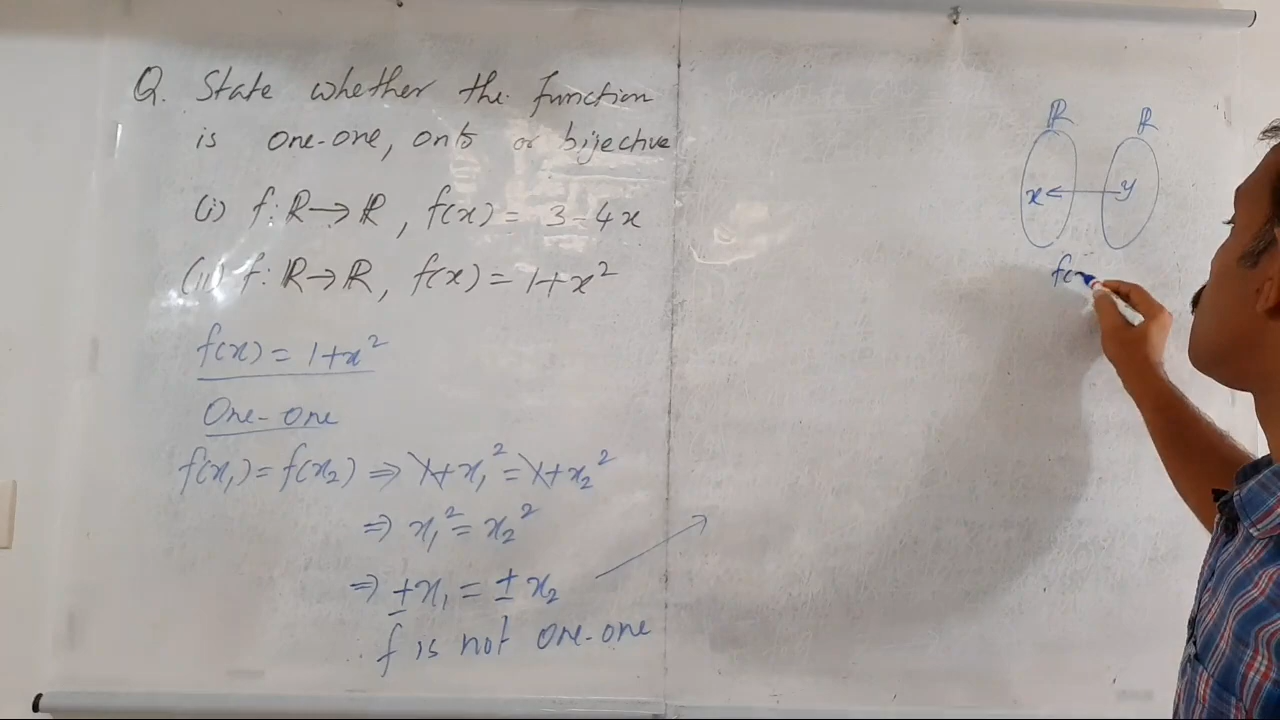 Q. State whether the function
is one-one, onto or bijective
(i) f: ℝ→ℝ, f(x) = 3-4x
(ii) f: ℝ→ℝ, f(x) = 1+x²
f(x) = 1+x²
One-one
f(x₁) = f(x₂) ⇒ 1+x₁² = 1+x₂²
⇒ x₁² = x₂²
⇒ ±x₁ = ±x₂
∴ f is not one-one
ℝ ℝ
x ← y
f(